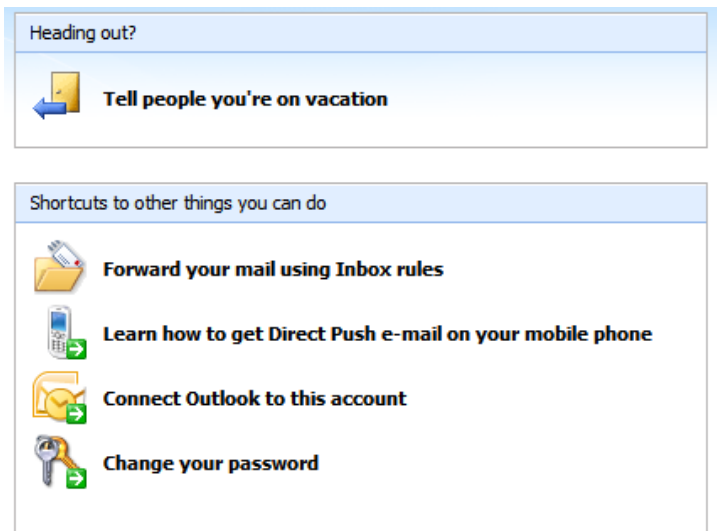 Heading out?
Tell people you're on vacation
Shortcuts to other things you can do
Forward your mail using Inbox rules
Learn how to get Direct Push e-mail on your mobile phone
Connect Outlook to this account
Change your password